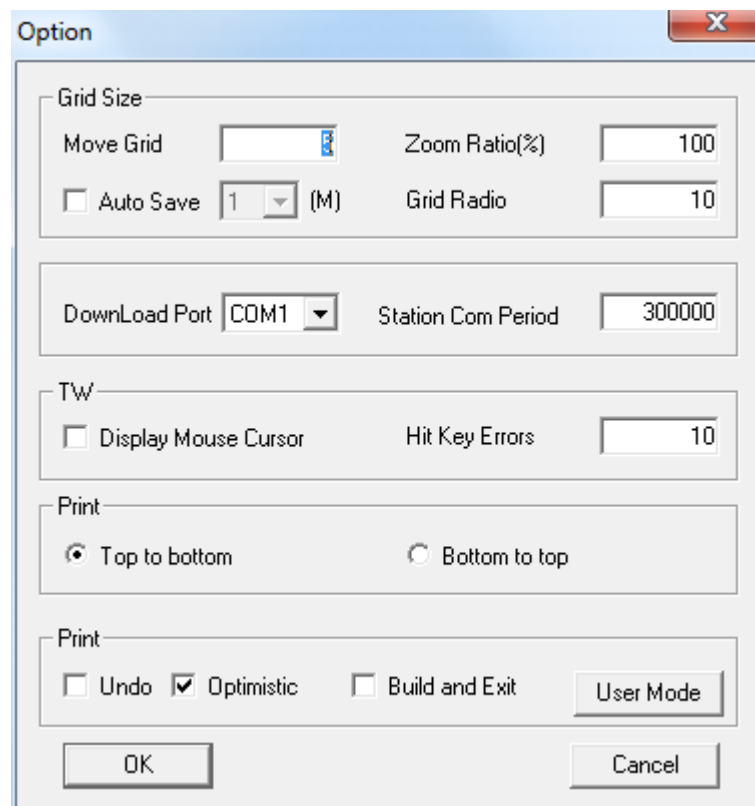 Option
Grid Size
Move Grid 5 Zoom Ratio(%) 100
Auto Save 1 (M) Grid Radio 10
DownLoad Port COM1 Station Com Period 300000
TW
Display Mouse Cursor Hit Key Errors 10
Print
Top to bottom Bottom to top
Print
Undo Optimistic Build and Exit User Mode
OK Cancel